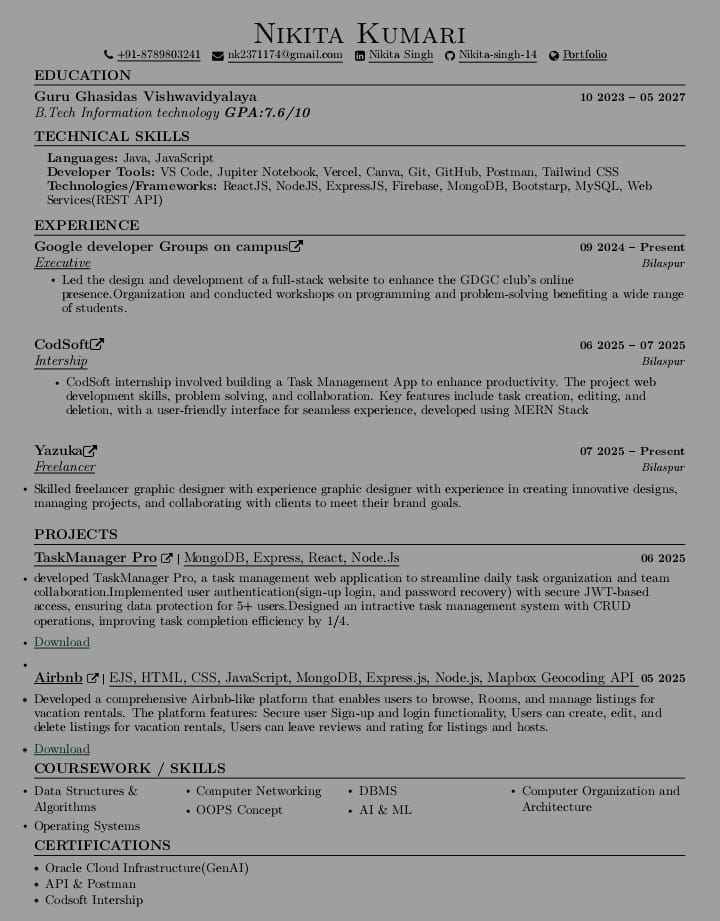 Nikita Kumari
+91-8789803241 nk2371174@gmail.com Nikita Singh Nikita-singh-14 Portfolio
EDUCATION
Guru Ghasidas Vishwavidyalaya 10 2023 – 05 2027
B.Tech Information technology GPA:7.6/10
TECHNICAL SKILLS
Languages: Java, JavaScript
Developer Tools: VS Code, Jupiter Notebook, Vercel, Canva, Git, GitHub, Postman, Tailwind CSS
Technologies/Frameworks: ReactJS, NodeJS, ExpressJS, Firebase, MongoDB, Bootstarp, MySQL, Web
Services(REST API)
EXPERIENCE
Google developer Groups on campus 09 2024 – Present
Executive Bilaspur
• Led the design and development of a full-stack website to enhance the GDGC club's online
presence.Organization and conducted workshops on programming and problem-solving benefiting a wide range
of students.
CodSoft 06 2025 – 07 2025
Intership Bilaspur
• CodSoft internship involved building a Task Management App to enhance productivity. The project web
development skills, problem solving, and collaboration. Key features include task creation, editing, and
deletion, with a user-friendly interface for seamless experience, developed using MERN Stack
Yazuka 07 2025 – Present
Freelancer Bilaspur
• Skilled freelancer graphic designer with experience graphic designer with experience in creating innovative designs,
managing projects, and collaborating with clients to meet their brand goals.
PROJECTS
TaskManager Pro | MongoDB, Express, React, Node.Js 06 2025
• developed TaskManager Pro, a task management web application to streamline daily task organization and team
collaboration.Implemented user authentication(sign-up login, and password recovery) with secure JWT-based
access, ensuring data protection for 5+ users.Designed an intractive task management system with CRUD
operations, improving task completion efficiency by 1/4.
• Download
•
Airbnb | EJS, HTML, CSS, JavaScript, MongoDB, Express.js, Node.js, Mapbox Geocoding API 05 2025
• Developed a comprehensive Airbnb-like platform that enables users to browse, Rooms, and manage listings for
vacation rentals. The platform features: Secure user Sign-up and login functionality, Users can create, edit, and
delete listings for vacation rentals, Users can leave reviews and rating for listings and hosts.
• Download
COURSEWORK / SKILLS
• Data Structures & • Computer Networking • DBMS • Computer Organization and
Algorithms • OOPS Concept • AI & ML Architecture
• Operating Systems
CERTIFICATIONS
• Oracle Cloud Infrastructure(GenAI)
• API & Postman
• Codsoft Intership